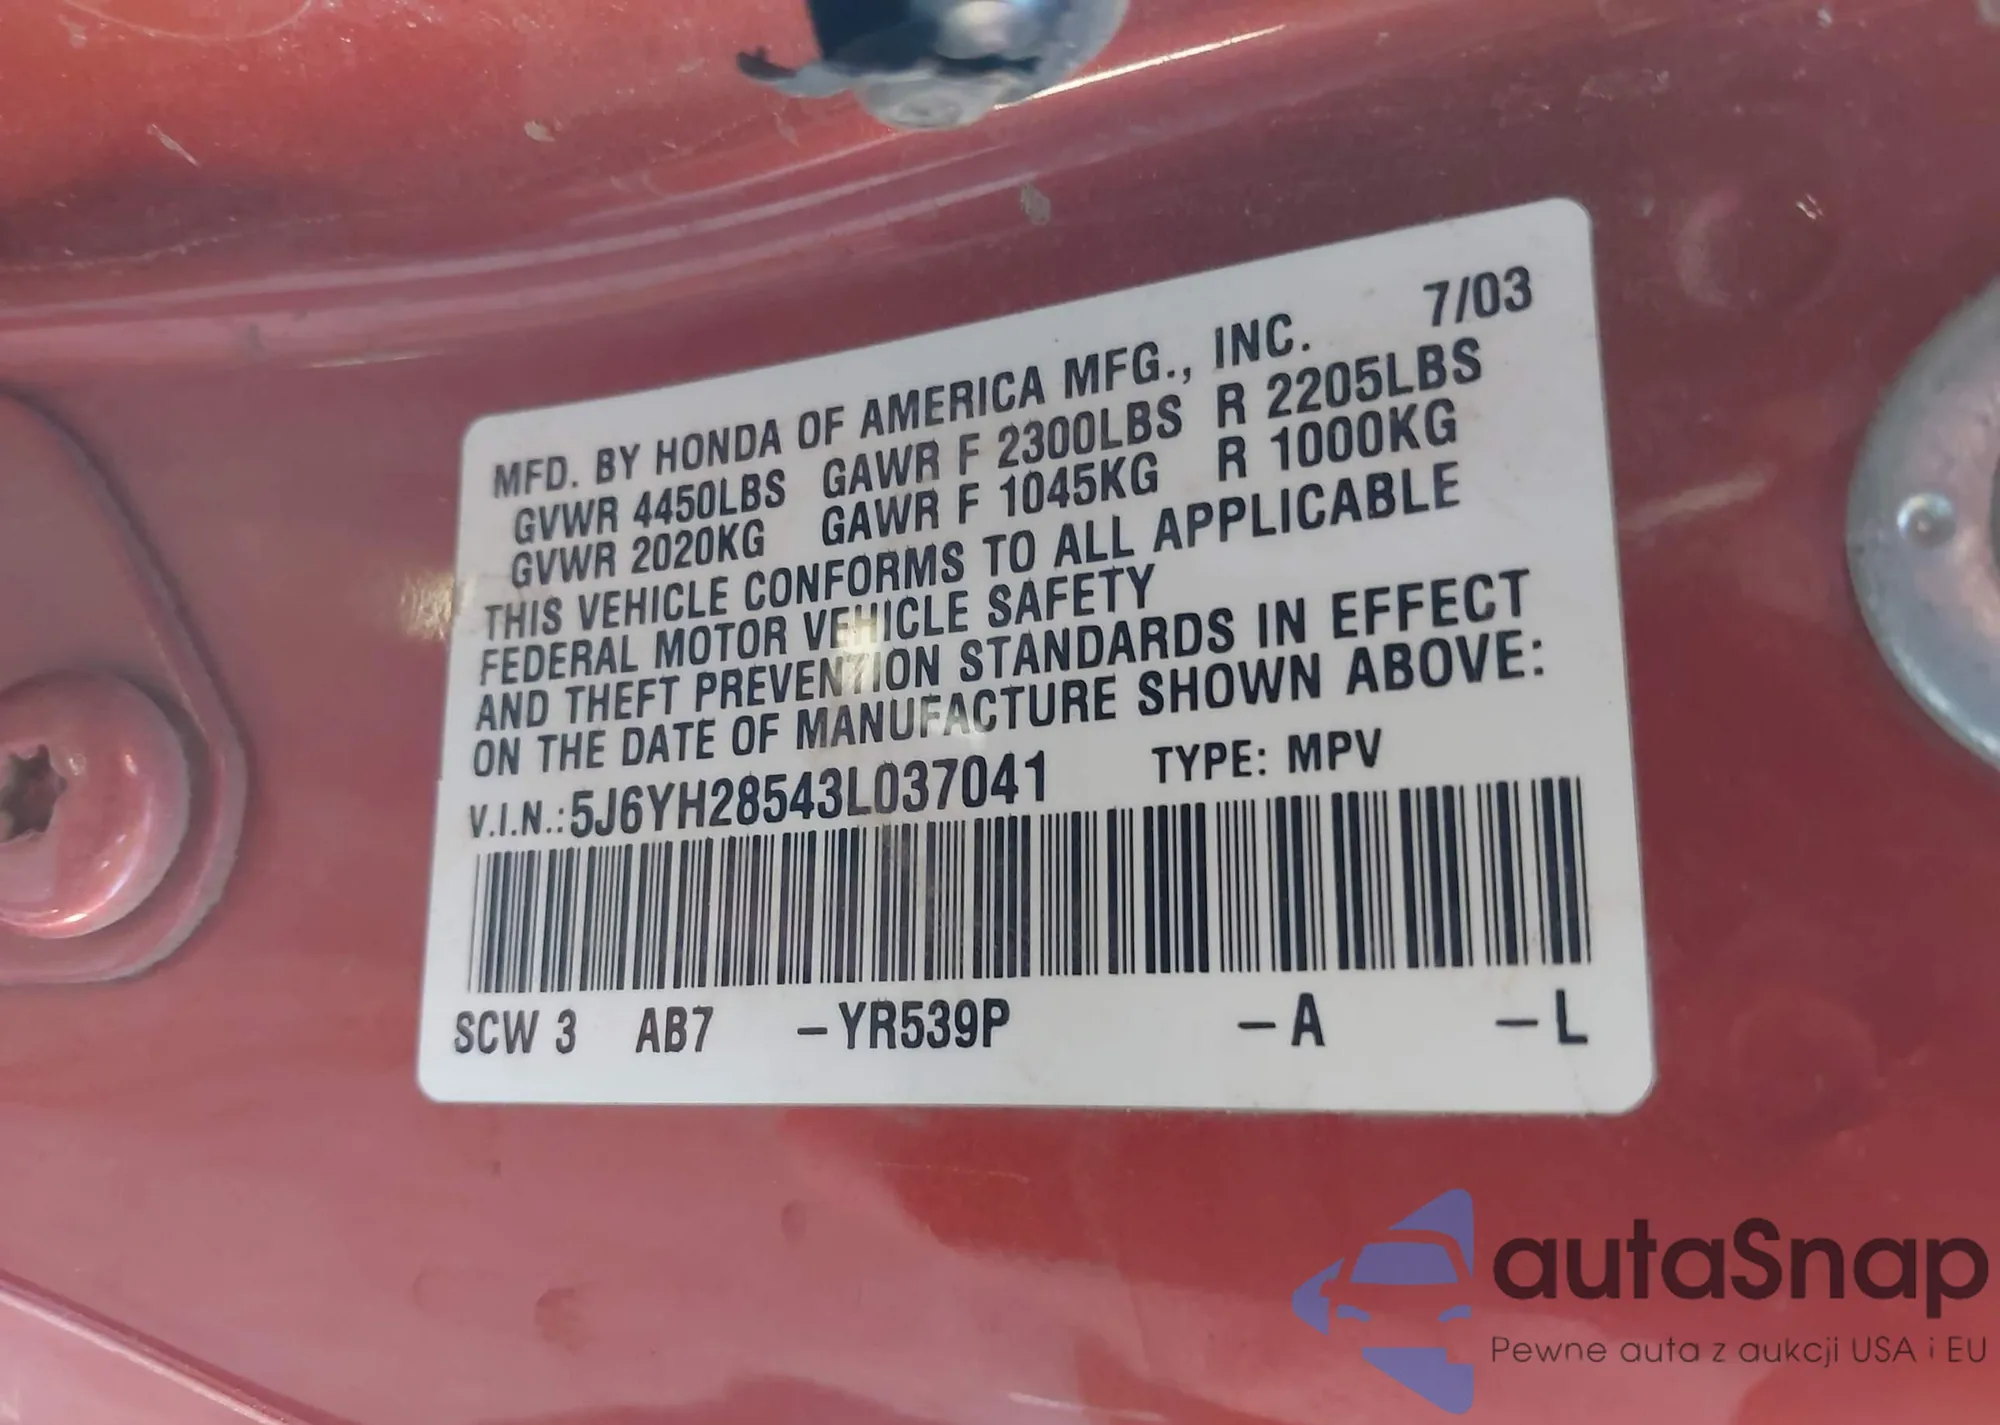 MFD. BY HONDA OF AMERICA MFG., INC. 7/03
GVWR 4450LBS GAWR F 2300LBS R 2205LBS
GVWR 2020KG GAWR F 1045KG R 1000KG
THIS VEHICLE CONFORMS TO ALL APPLICABLE
FEDERAL MOTOR VEHICLE SAFETY
AND THEFT PREVENTION STANDARDS IN EFFECT
ON THE DATE OF MANUFACTURE SHOWN ABOVE:
V.I.N.: 5J6YH28543L037041 TYPE: MPV
SCW 3 AB7 –YR539P –A –L
autaSnap
Pewne auta z aukcji USA i EU